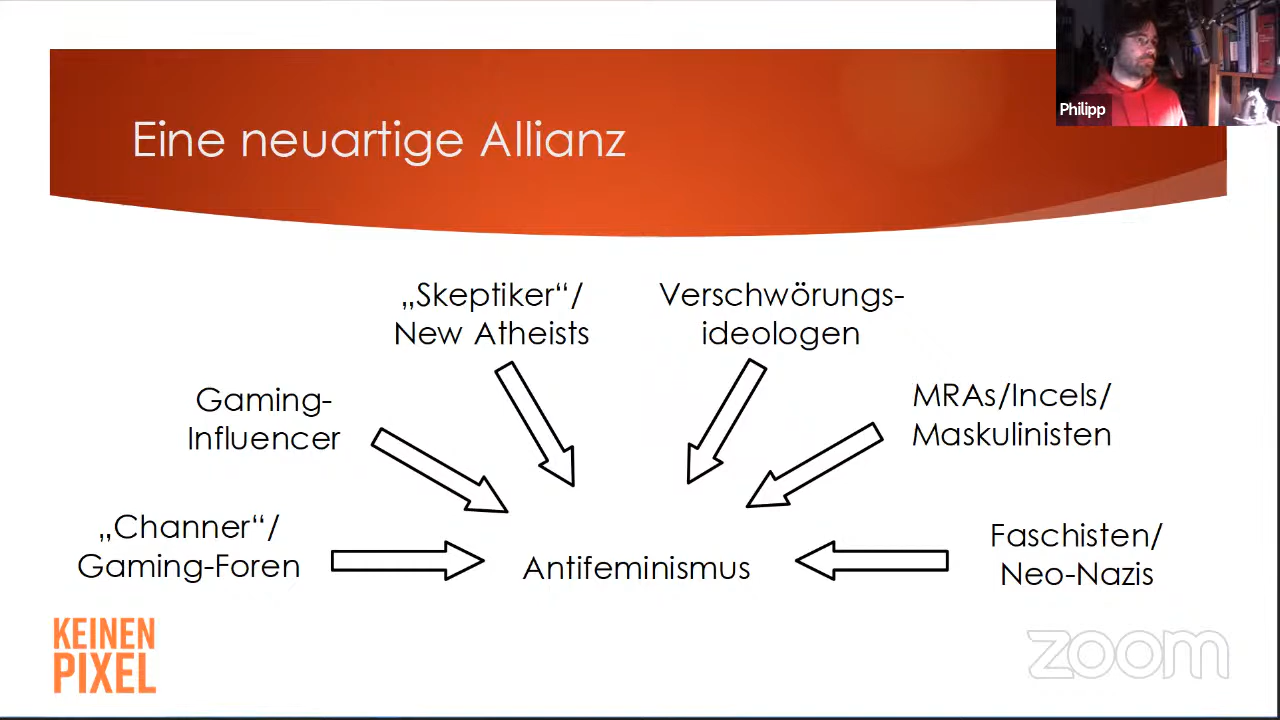 Philipp
Eine neuartige Allianz
„Skeptiker“/
New Atheists
Verschwörungs-
ideologen
Gaming-
Influencer
MRAs/Incels/
Maskulinisten
„Channer“/
Gaming-Foren
Antifeminismus
Faschisten/
Neo-Nazis
KEINEN
PIXEL
zoom